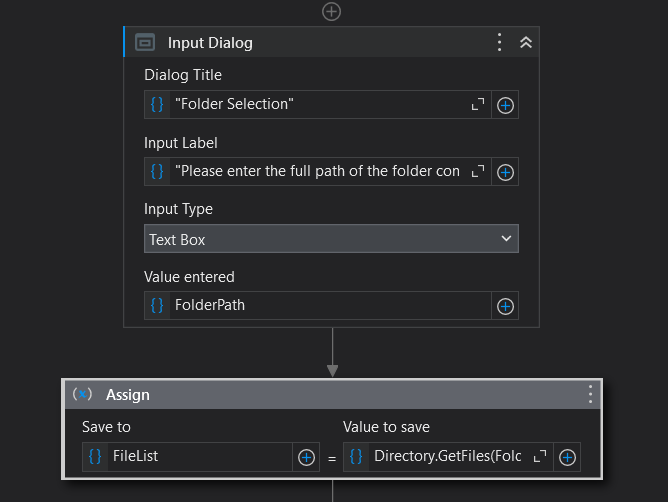 Input Dialog
Dialog Title
"Folder Selection"
Input Label
"Please enter the full path of the folder con
Input Type
Text Box
Value entered
FolderPath
Assign
Save to
Value to save
FileList
=
Directory.GetFiles(Folc